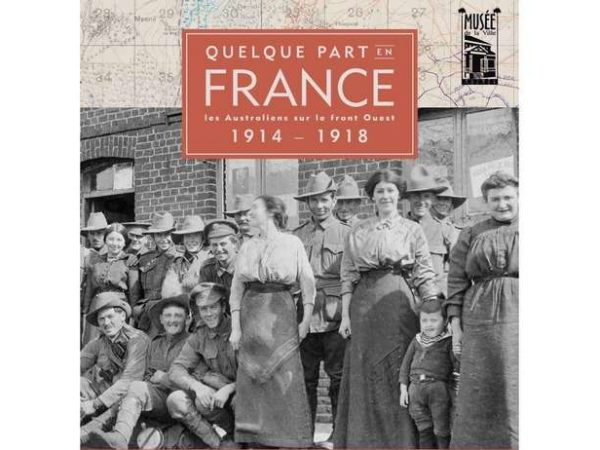 QUELQUE PART EN
FRANCE
les Australiens sur le front Ouest
1914 – 1918
MUSÉE
de la Ville